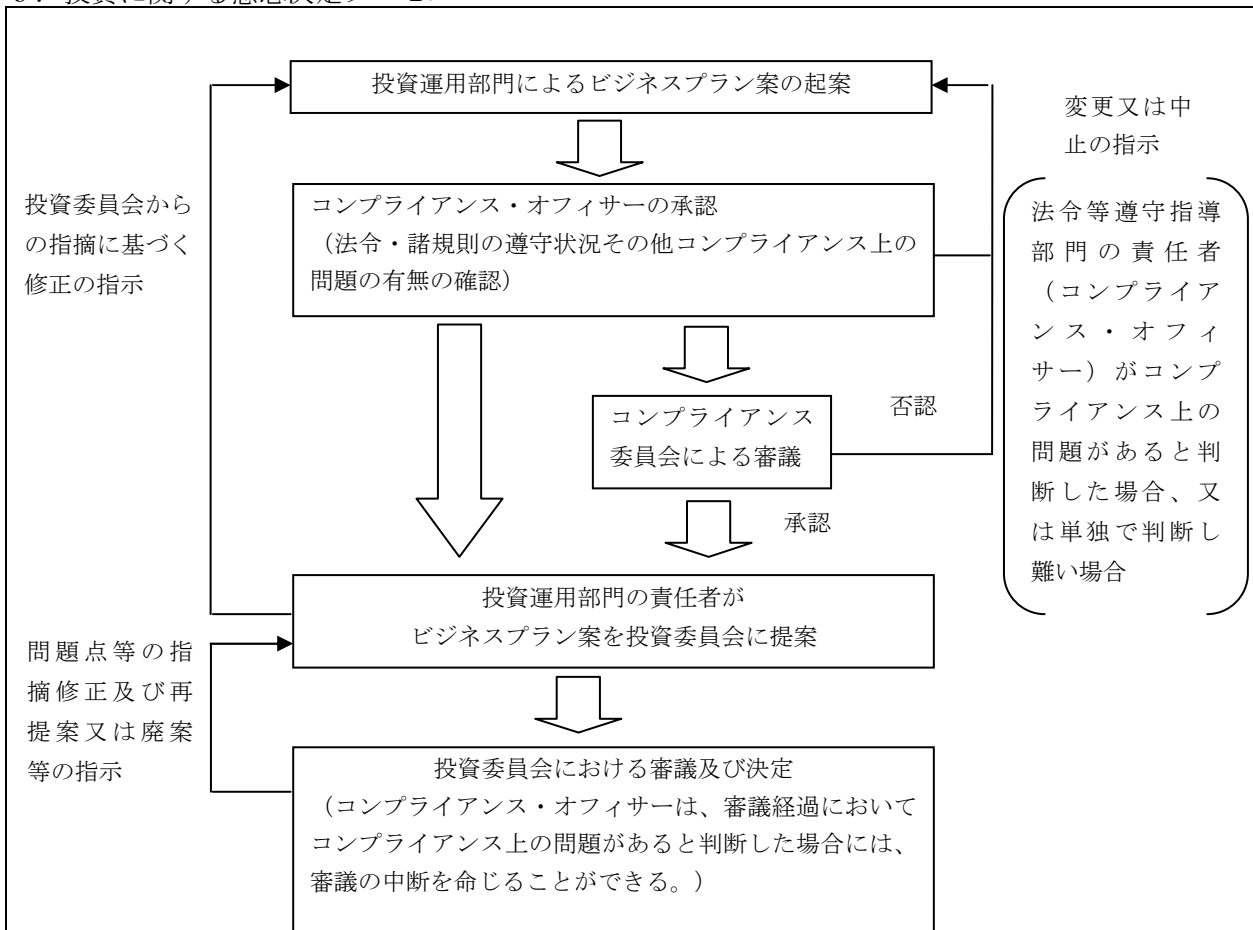 投資運用部門によるビジネスプラン案の起案
変更又は中
止の指示
投資委員会から
の指摘に基づく
修正の指示
コンプライアンス・オフィサーの承認
（法令・諸規則の遵守状況その他コンプライアンス上の
問題の有無の確認）
法令等遵守指導
部門の責任者
（コンプライア
ンス・オフィ
サー）がコンプ
ライアンス上の
問題があると判
断した場合、又
は単独で判断し
難い場合
コンプライアンス
委員会による審議
否認
承認
投資運用部門の責任者が
ビジネスプラン案を投資委員会に提案
問題点等の指
摘修正及び再
提案又は廃案
等の指示
投資委員会における審議及び決定
（コンプライアンス・オフィサーは、審議経過において
コンプライアンス上の問題があると判断した場合には、
審議の中断を命じることができる。）